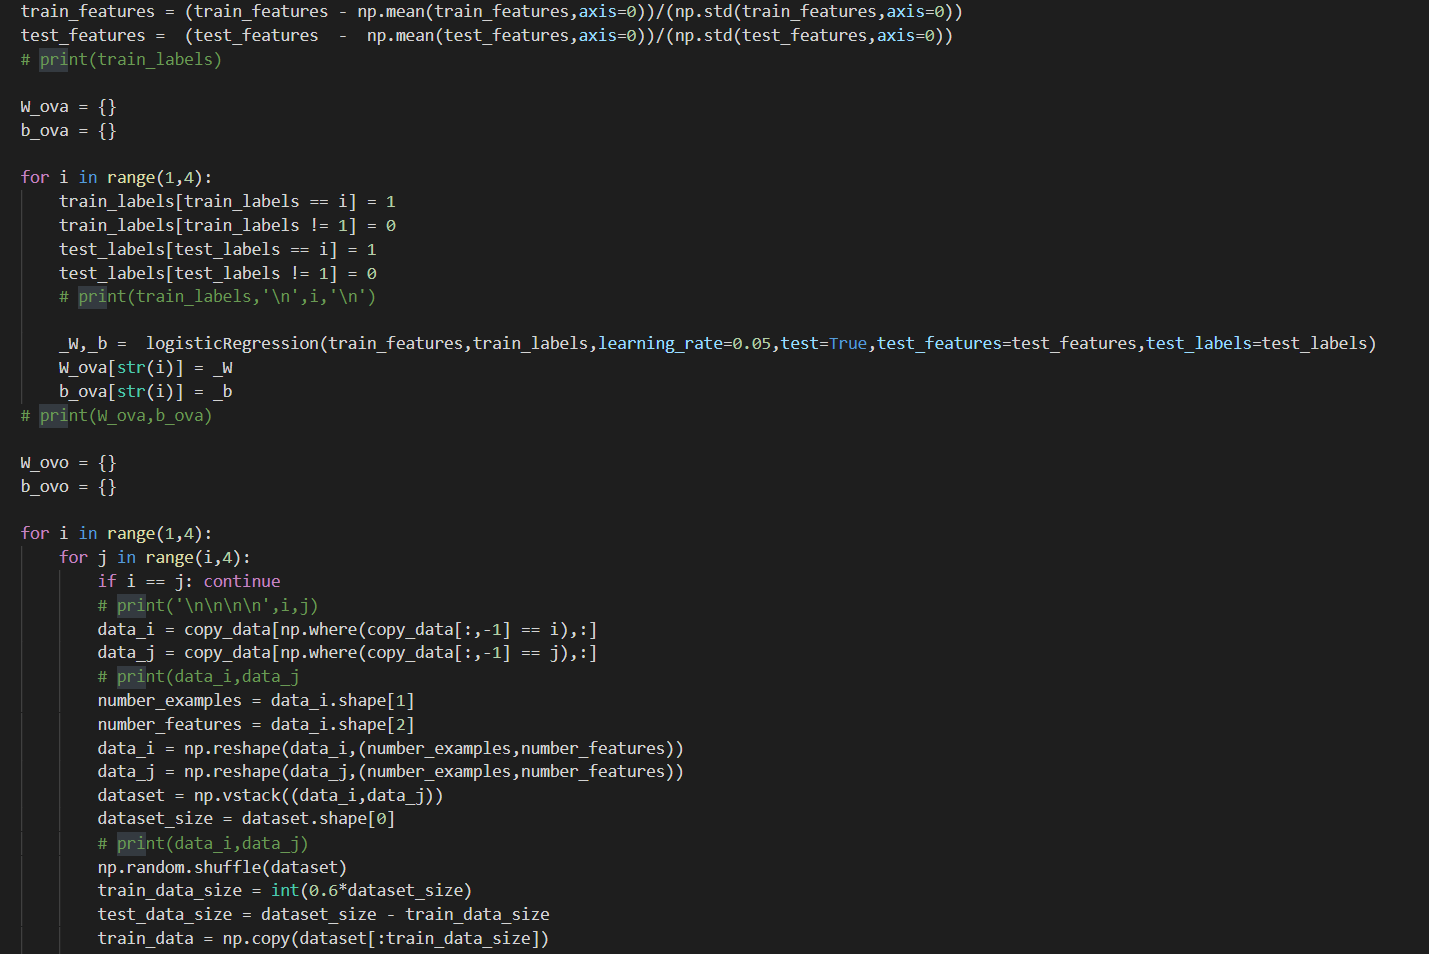 train_features = (train_features - np.mean(train_features,axis=0))/(np.std(train_features,axis=0))
test_features =  (test_features  -  np.mean(test_features,axis=0))/(np.std(test_features,axis=0))
# print(train_labels)

W_ova = {}
b_ova = {}

for i in range(1,4):
    train_labels[train_labels == i] = 1
    train_labels[train_labels != 1] = 0
    test_labels[test_labels == i] = 1
    test_labels[test_labels != 1] = 0
    # print(train_labels,'\n',i,'\n')

    _W,_b =  logisticRegression(train_features,train_labels,learning_rate=0.05,test=True,test_features=test_features,test_labels=test_labels)
    W_ova[str(i)] = _W
    b_ova[str(i)] = _b
# print(W_ova,b_ova)

W_ovo = {}
b_ovo = {}

for i in range(1,4):
    for j in range(i,4):
        if i == j: continue
        # print('\n\n\n\n',i,j)
        data_i = copy_data[np.where(copy_data[:,-1] == i),:]
        data_j = copy_data[np.where(copy_data[:,-1] == j),:]
        # print(data_i,data_j
        number_examples = data_i.shape[1]
        number_features = data_i.shape[2]
        data_i = np.reshape(data_i,(number_examples,number_features))
        data_j = np.reshape(data_j,(number_examples,number_features))
        dataset = np.vstack((data_i,data_j))
        dataset_size = dataset.shape[0]
        # print(data_i,data_j)
        np.random.shuffle(dataset)
        train_data_size = int(0.6*dataset_size)
        test_data_size = dataset_size - train_data_size
        train_data = np.copy(dataset[:train_data_size])